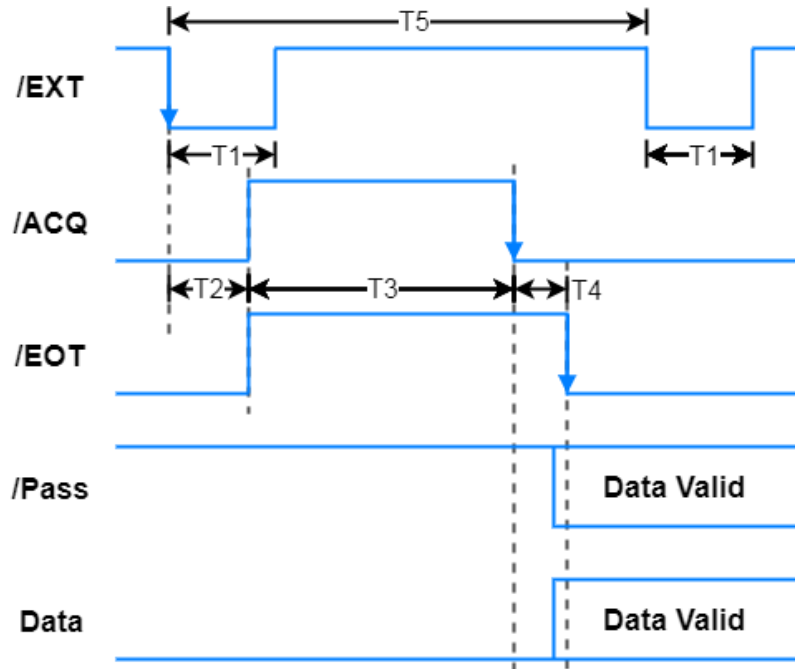 T5
/EXT
T1
T1
/ACQ
T2
T3
T4
/EOT
/Pass
Data Valid
Data
Data Valid